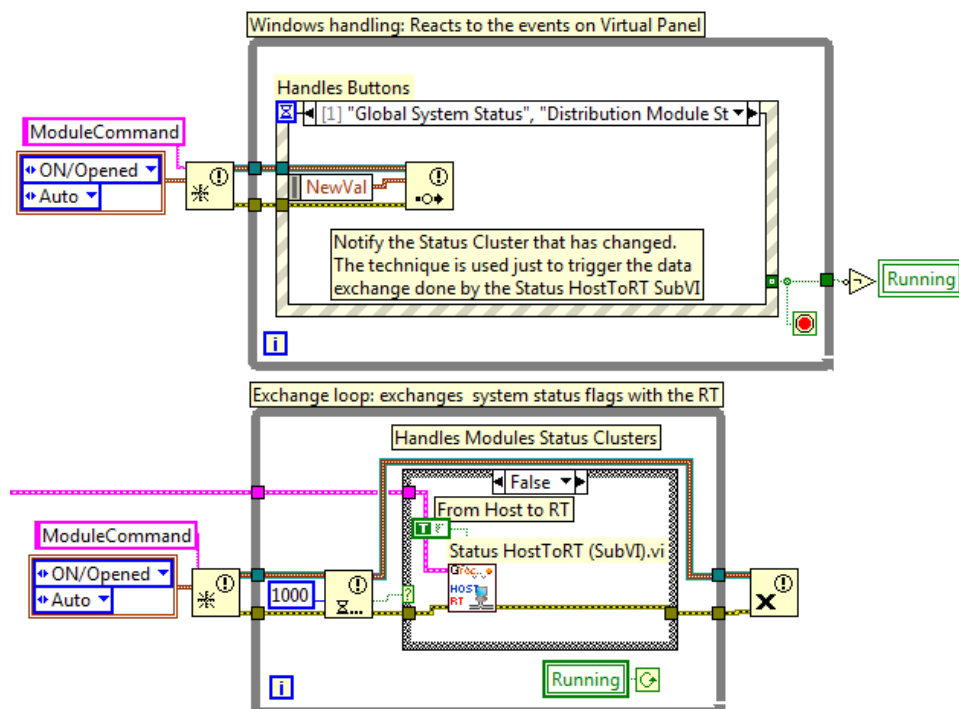 Windows handling: Reacts to the events on Virtual Panel
Handles Buttons
[1] "Global System Status", "Distribution Module St
ModuleCommand
ON/Opened
Auto
NewVal
Notify the Status Cluster that has changed.
The technique is used just to trigger the data
exchange done by the Status HostToRT SubVI
Running
i
Exchange loop: exchanges system status flags with the RT
Handles Modules Status Clusters
False
From Host to RT
T
ModuleCommand
Status HostToRT (SubVI).vi
ON/Opened
Auto
1000
?
HOST
RT
Running
i